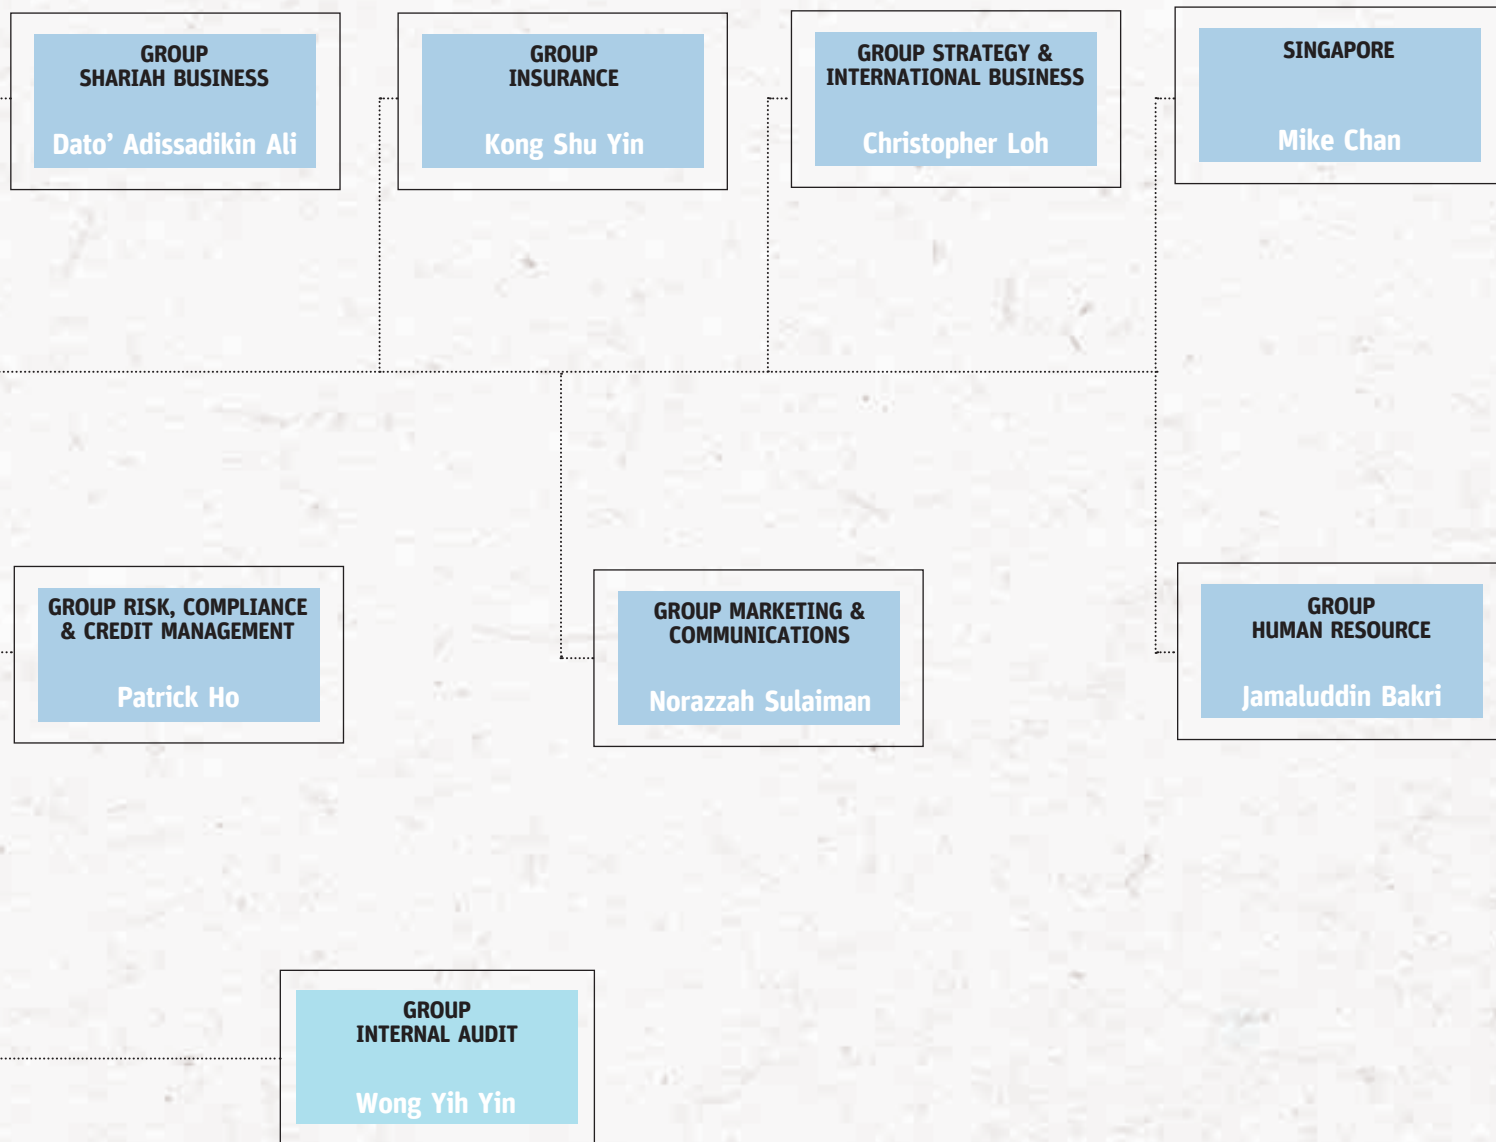 GROUP
SHARIAH BUSINESS
Dato’ Adissadikin Ali
GROUP
INSURANCE
Kong Shu Yin
GROUP STRATEGY &
INTERNATIONAL BUSINESS
Christopher Loh
SINGAPORE
Mike Chan
GROUP RISK, COMPLIANCE
& CREDIT MANAGEMENT
Patrick Ho
GROUP MARKETING &
COMMUNICATIONS
Norazzah Sulaiman
GROUP
HUMAN RESOURCE
Jamaluddin Bakri
GROUP
INTERNAL AUDIT
Wong Yih Yin